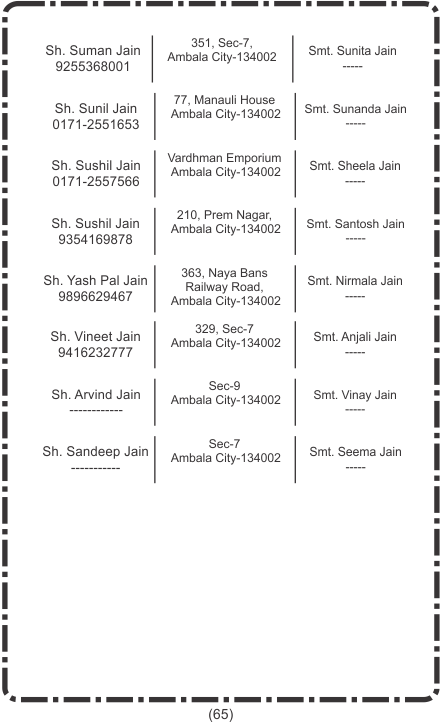 Sh. Suman Jain
9255368001
351, Sec-7,
Ambala City-134002
Smt. Sunita Jain
-----
Sh. Sunil Jain
0171-2551653
77, Manauli House
Ambala City-134002
Smt. Sunanda Jain
-----
Sh. Sushil Jain
0171-2557566
Vardhman Emporium
Ambala City-134002
Smt. Sheela Jain
-----
Sh. Sushil Jain
9354169878
210, Prem Nagar,
Ambala City-134002
Smt. Santosh Jain
-----
Sh. Yash Pal Jain
9896629467
363, Naya Bans
Railway Road,
Ambala City-134002
Smt. Nirmala Jain
-----
Sh. Vineet Jain
9416232777
329, Sec-7
Ambala City-134002
Smt. Anjali Jain
-----
Sh. Arvind Jain
------------
Sec-9
Ambala City-134002
Smt. Vinay Jain
-----
Sh. Sandeep Jain
-----------
Sec-7
Ambala City-134002
Smt. Seema Jain
-----
(65)